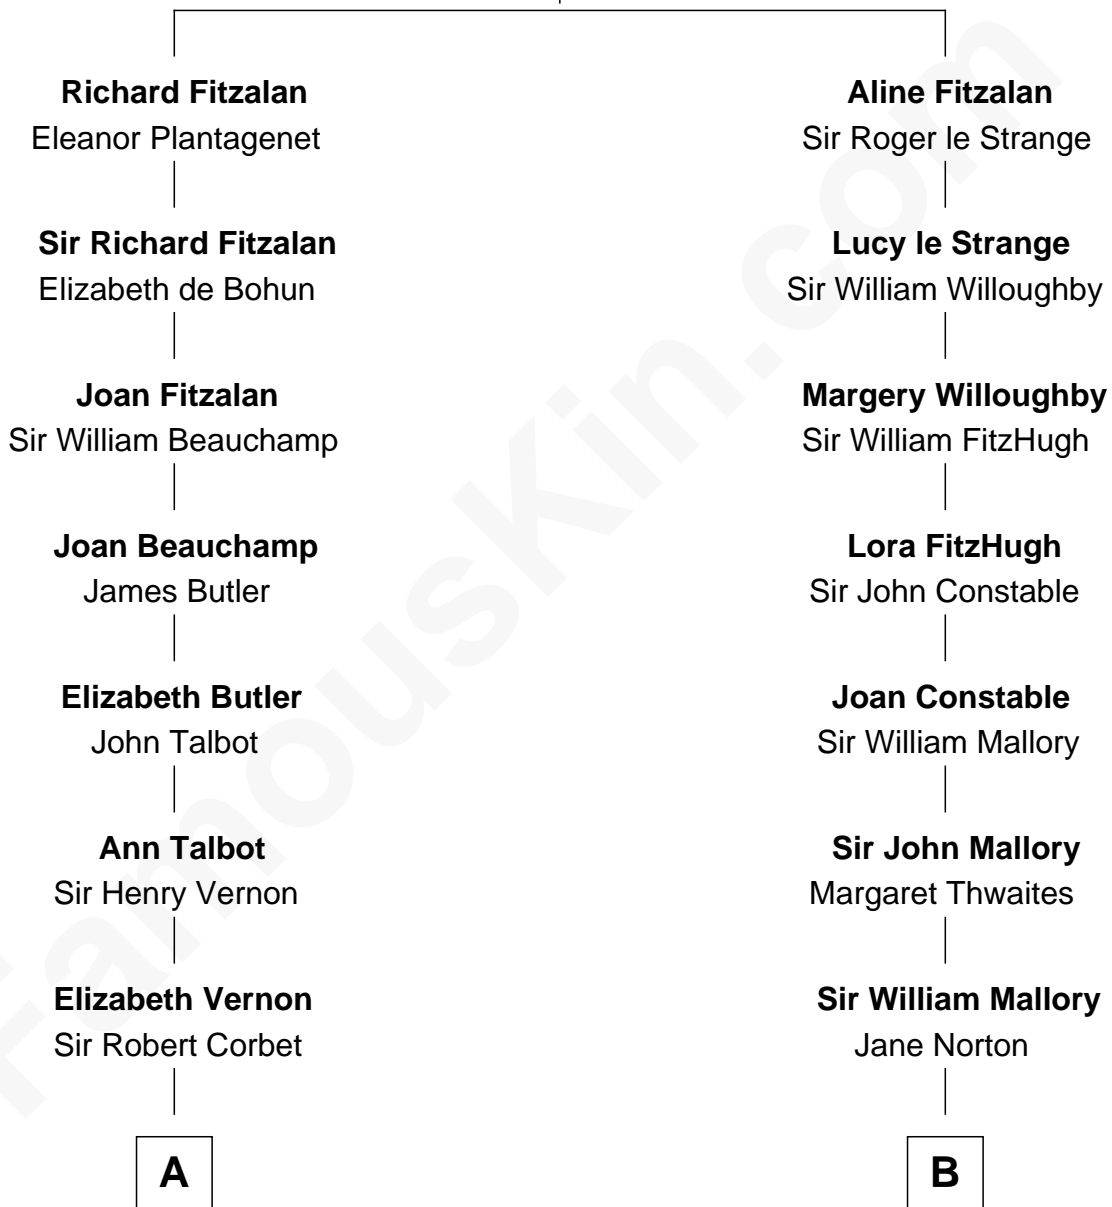 Richard Fitzalan
Eleanor Plantagenet
Sir Richard Fitzalan
Elizabeth de Bohun
Joan Fitzalan
Sir William Beauchamp
Joan Beauchamp
James Butler
Elizabeth Butler
John Talbot
Ann Talbot
Sir Henry Vernon
Elizabeth Vernon
Sir Robert Corbet
A
Aline Fitzalan
Sir Roger le Strange
Lucy le Strange
Sir William Willoughby
Margery Willoughby
Sir William FitzHugh
Lora FitzHugh
Sir John Constable
Joan Constable
Sir William Mallory
Sir John Mallory
Margaret Thwaites
Sir William Mallory
Jane Norton
B
FamousKin.com